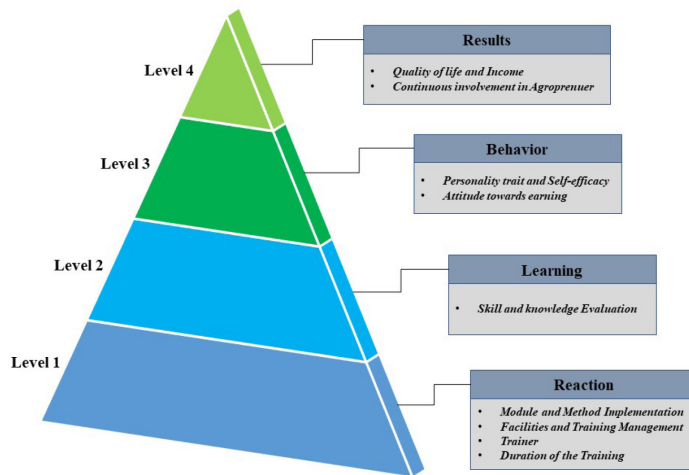 Results
Level 4
• Quality of life and Income
• Continuous involvement in Agroprenuer
Behavior
Level 3
• Personality trait and Self-efficacy
• Attitude towards earning
Level 2
Learning
• Skill and knowledge Evaluation
Level 1
Reaction
• Module and Method Implementation
• Facilities and Training Management
• Trainer
• Duration of the Training